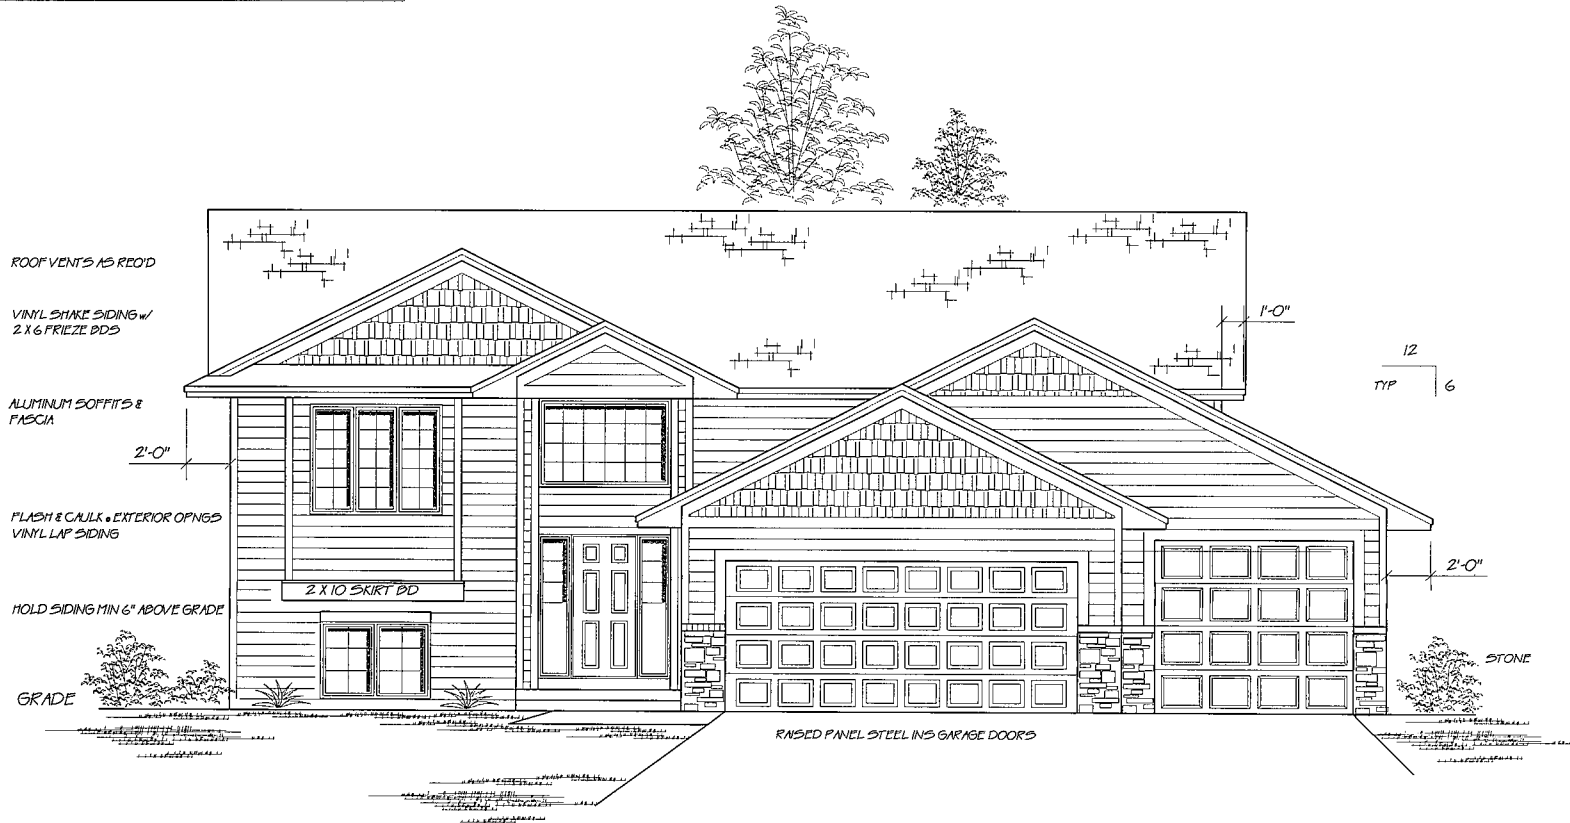 ROOF VENTS AS REQ'D
VINYL SHAKE SIDING w/
2 X 6 FRIEZE BDS
ALUMINUM SOFFITS &
FASCIA
2'-0"
FLASH & CAULK @ EXTERIOR OPNGS
VINYL LAP SIDING
2 X 10 SKIRT BD
HOLD SIDING MIN 6" ABOVE GRADE
GRADE
1'-0"
12
TYP 6
2'-0"
STONE
RAISED PANEL STEEL INS GARAGE DOORS